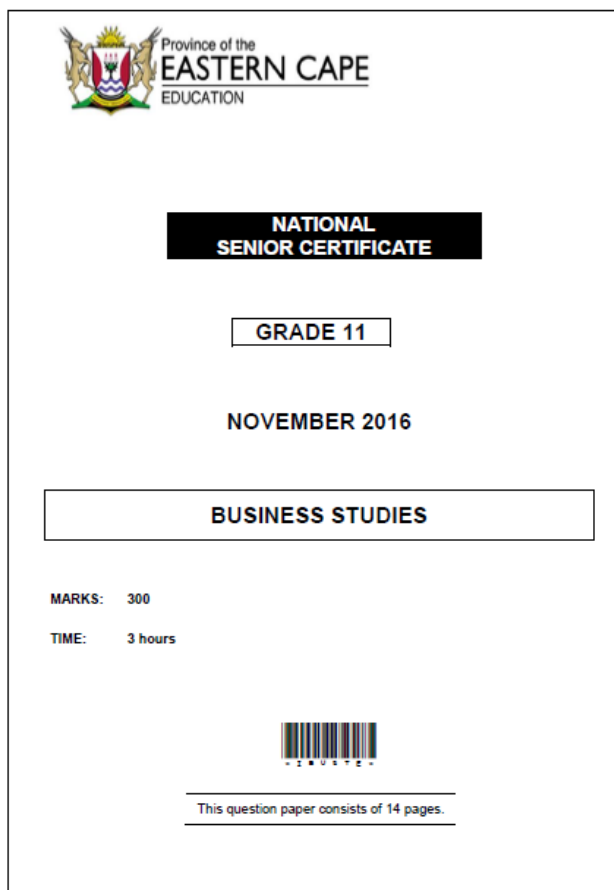 Province of the
EASTERN CAPE
EDUCATION
NATIONAL
SENIOR CERTIFICATE
GRADE 11
NOVEMBER 2016
BUSINESS STUDIES
MARKS: 300
TIME: 3 hours
This question paper consists of 14 pages.